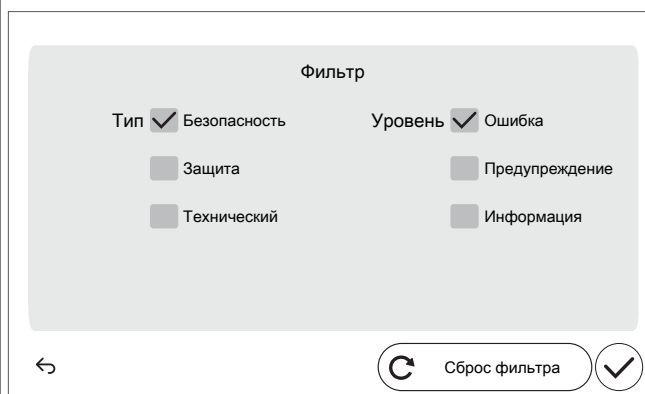 Фильтр
Тип Безопасность Уровень Ошибка
Защита Предупреждение
Технический Информация
Сброс фильтра